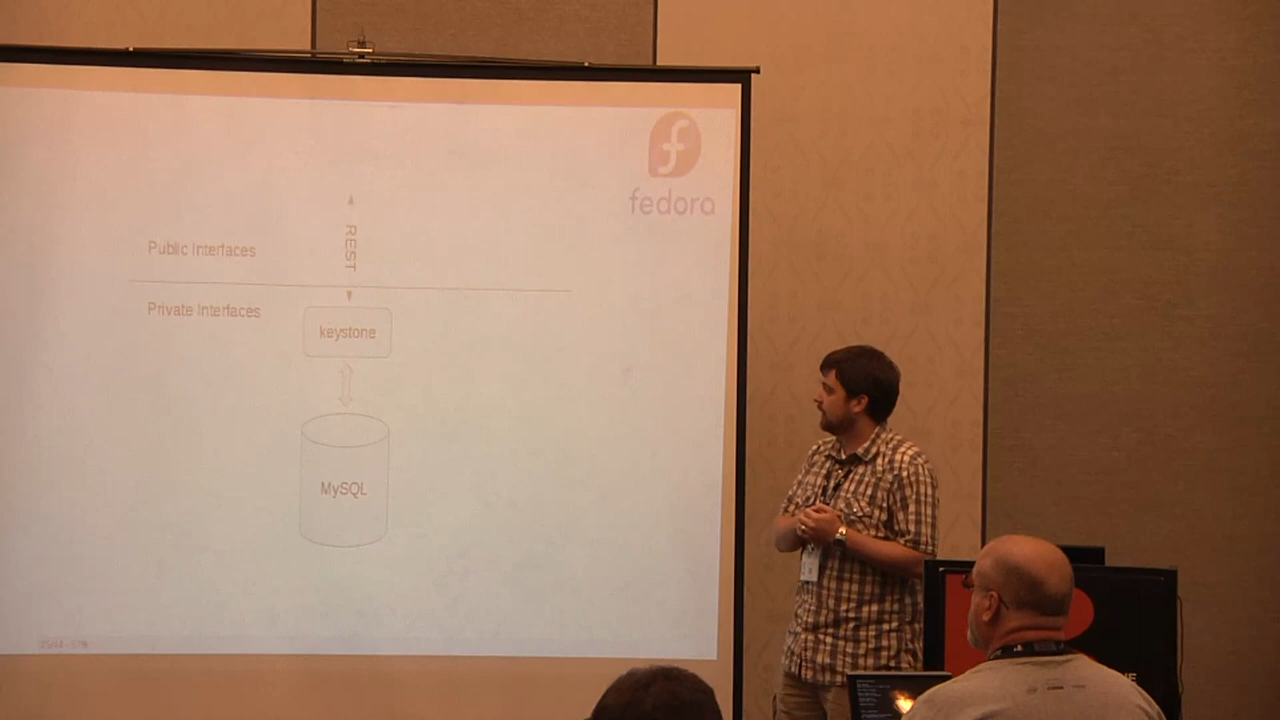 fedora
REST
Public Interfaces
Private Interfaces
keystone
MySQL